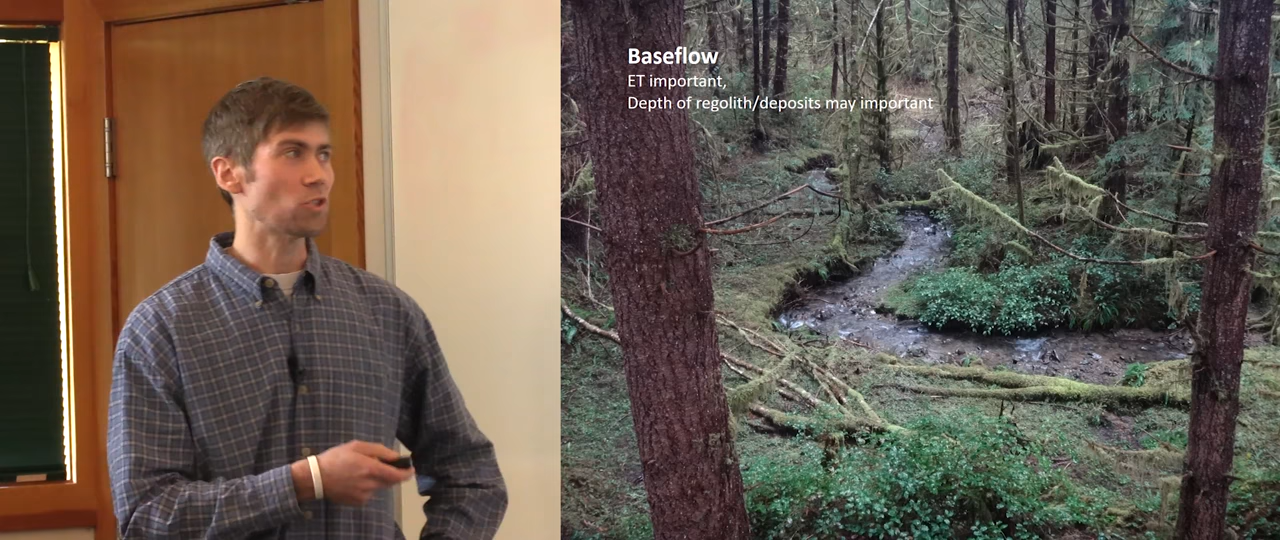 Baseflow
ET important,
Depth of regolith/deposits may important